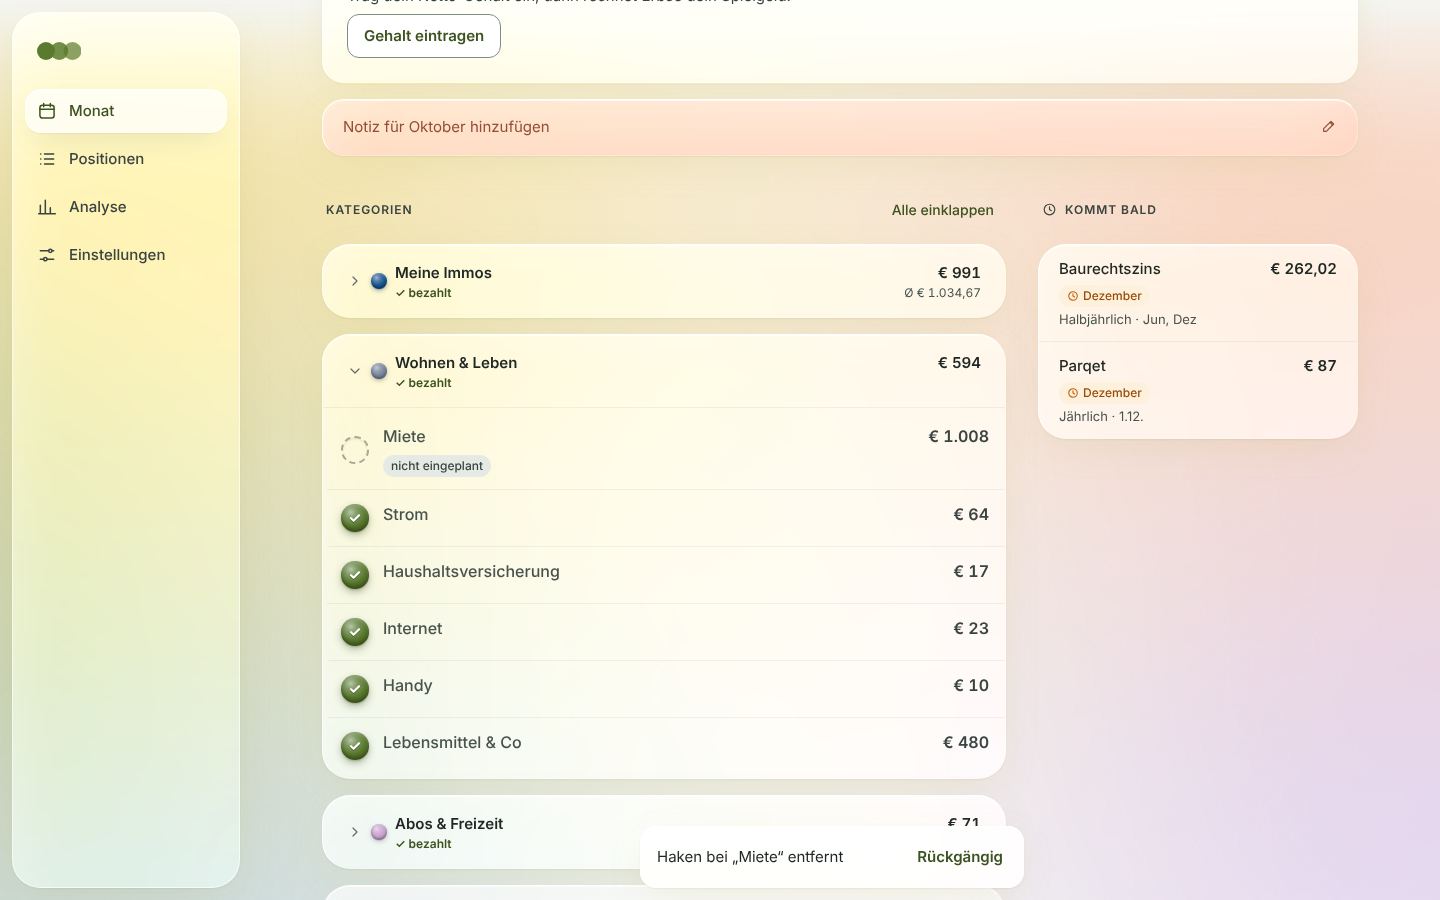 Monat
Positionen
Analyse
Einstellungen
Gehalt eintragen
Notiz für Oktober hinzufügen
KATEGORIEN
Alle einklappen
Meine Immos
€ 991
✓ bezahlt
Ø € 1.034,67
Wohnen & Leben
€ 594
✓ bezahlt
Miete
€ 1.008
nicht eingeplant
Strom
€ 64
Haushaltsversicherung
€ 17
Internet
€ 23
Handy
€ 10
Lebensmittel & Co
€ 480
Abos & Freizeit
€ 71
✓ bezahlt
KOMMT BALD
Baurechtszins
€ 262,02
Dezember
Halbjährlich · Jun, Dez
Parqet
€ 87
Dezember
Jährlich · 1.12.
Haken bei „Miete“ entfernt
Rückgängig